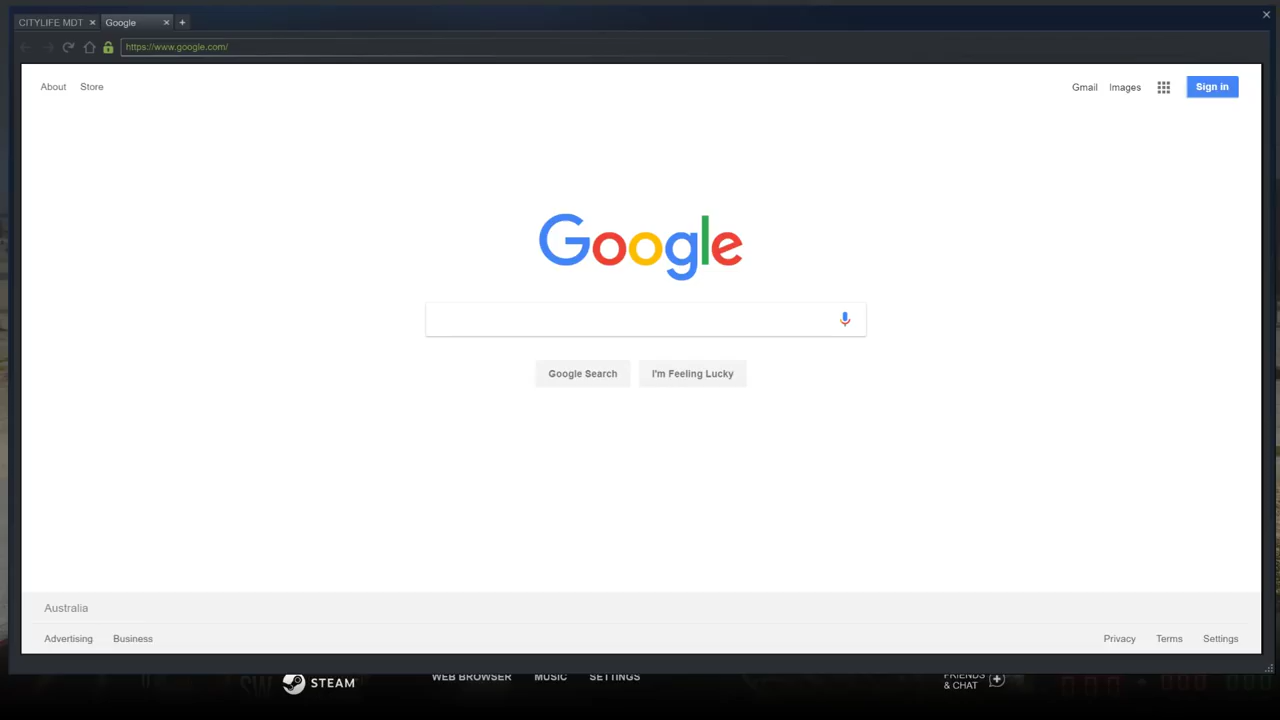 CITYLIFE MDT
Google
https://www.google.com/
About Store
Gmail Images Sign in
Google
Google Search I'm Feeling Lucky
Australia
Advertising Business
Privacy Terms Settings
STEAM
WEB BROWSER MUSIC SETTINGS
FRIENDS
& CHAT